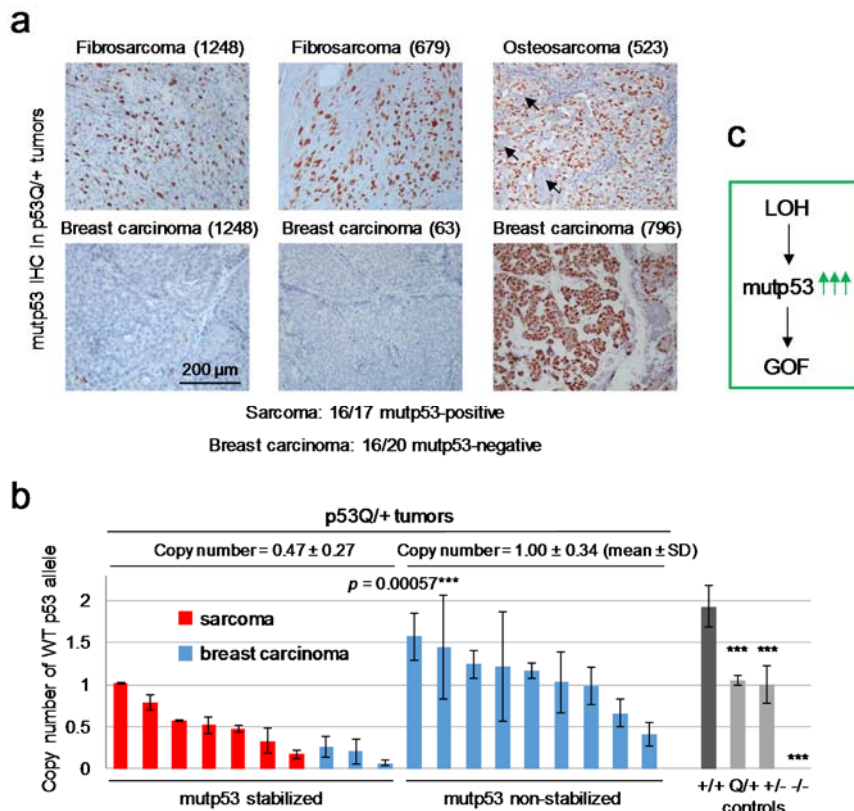 a
Fibrosarcoma (1248) Fibrosarcoma (679) Osteosarcoma (523)
mutp53 IHC in p53Q/+ tumors
Breast carcinoma (1248) Breast carcinoma (63) Breast carcinoma (796)
200 µm
Sarcoma: 16/17 mutp53-positive
Breast carcinoma: 16/20 mutp53-negative
c
LOH
mutp53
GOF
b
p53Q/+ tumors
Copy number = 0.47 ± 0.27 Copy number = 1.00 ± 0.34 (mean ± SD)
p = 0.00057***
Copy number of WT p53 allele
2
1.5
1
0.5
0
sarcoma
breast carcinoma
*** *** ***
mutp53 stabilized mutp53 non-stabilized
+/+ Q/+ +/- -/-
controls